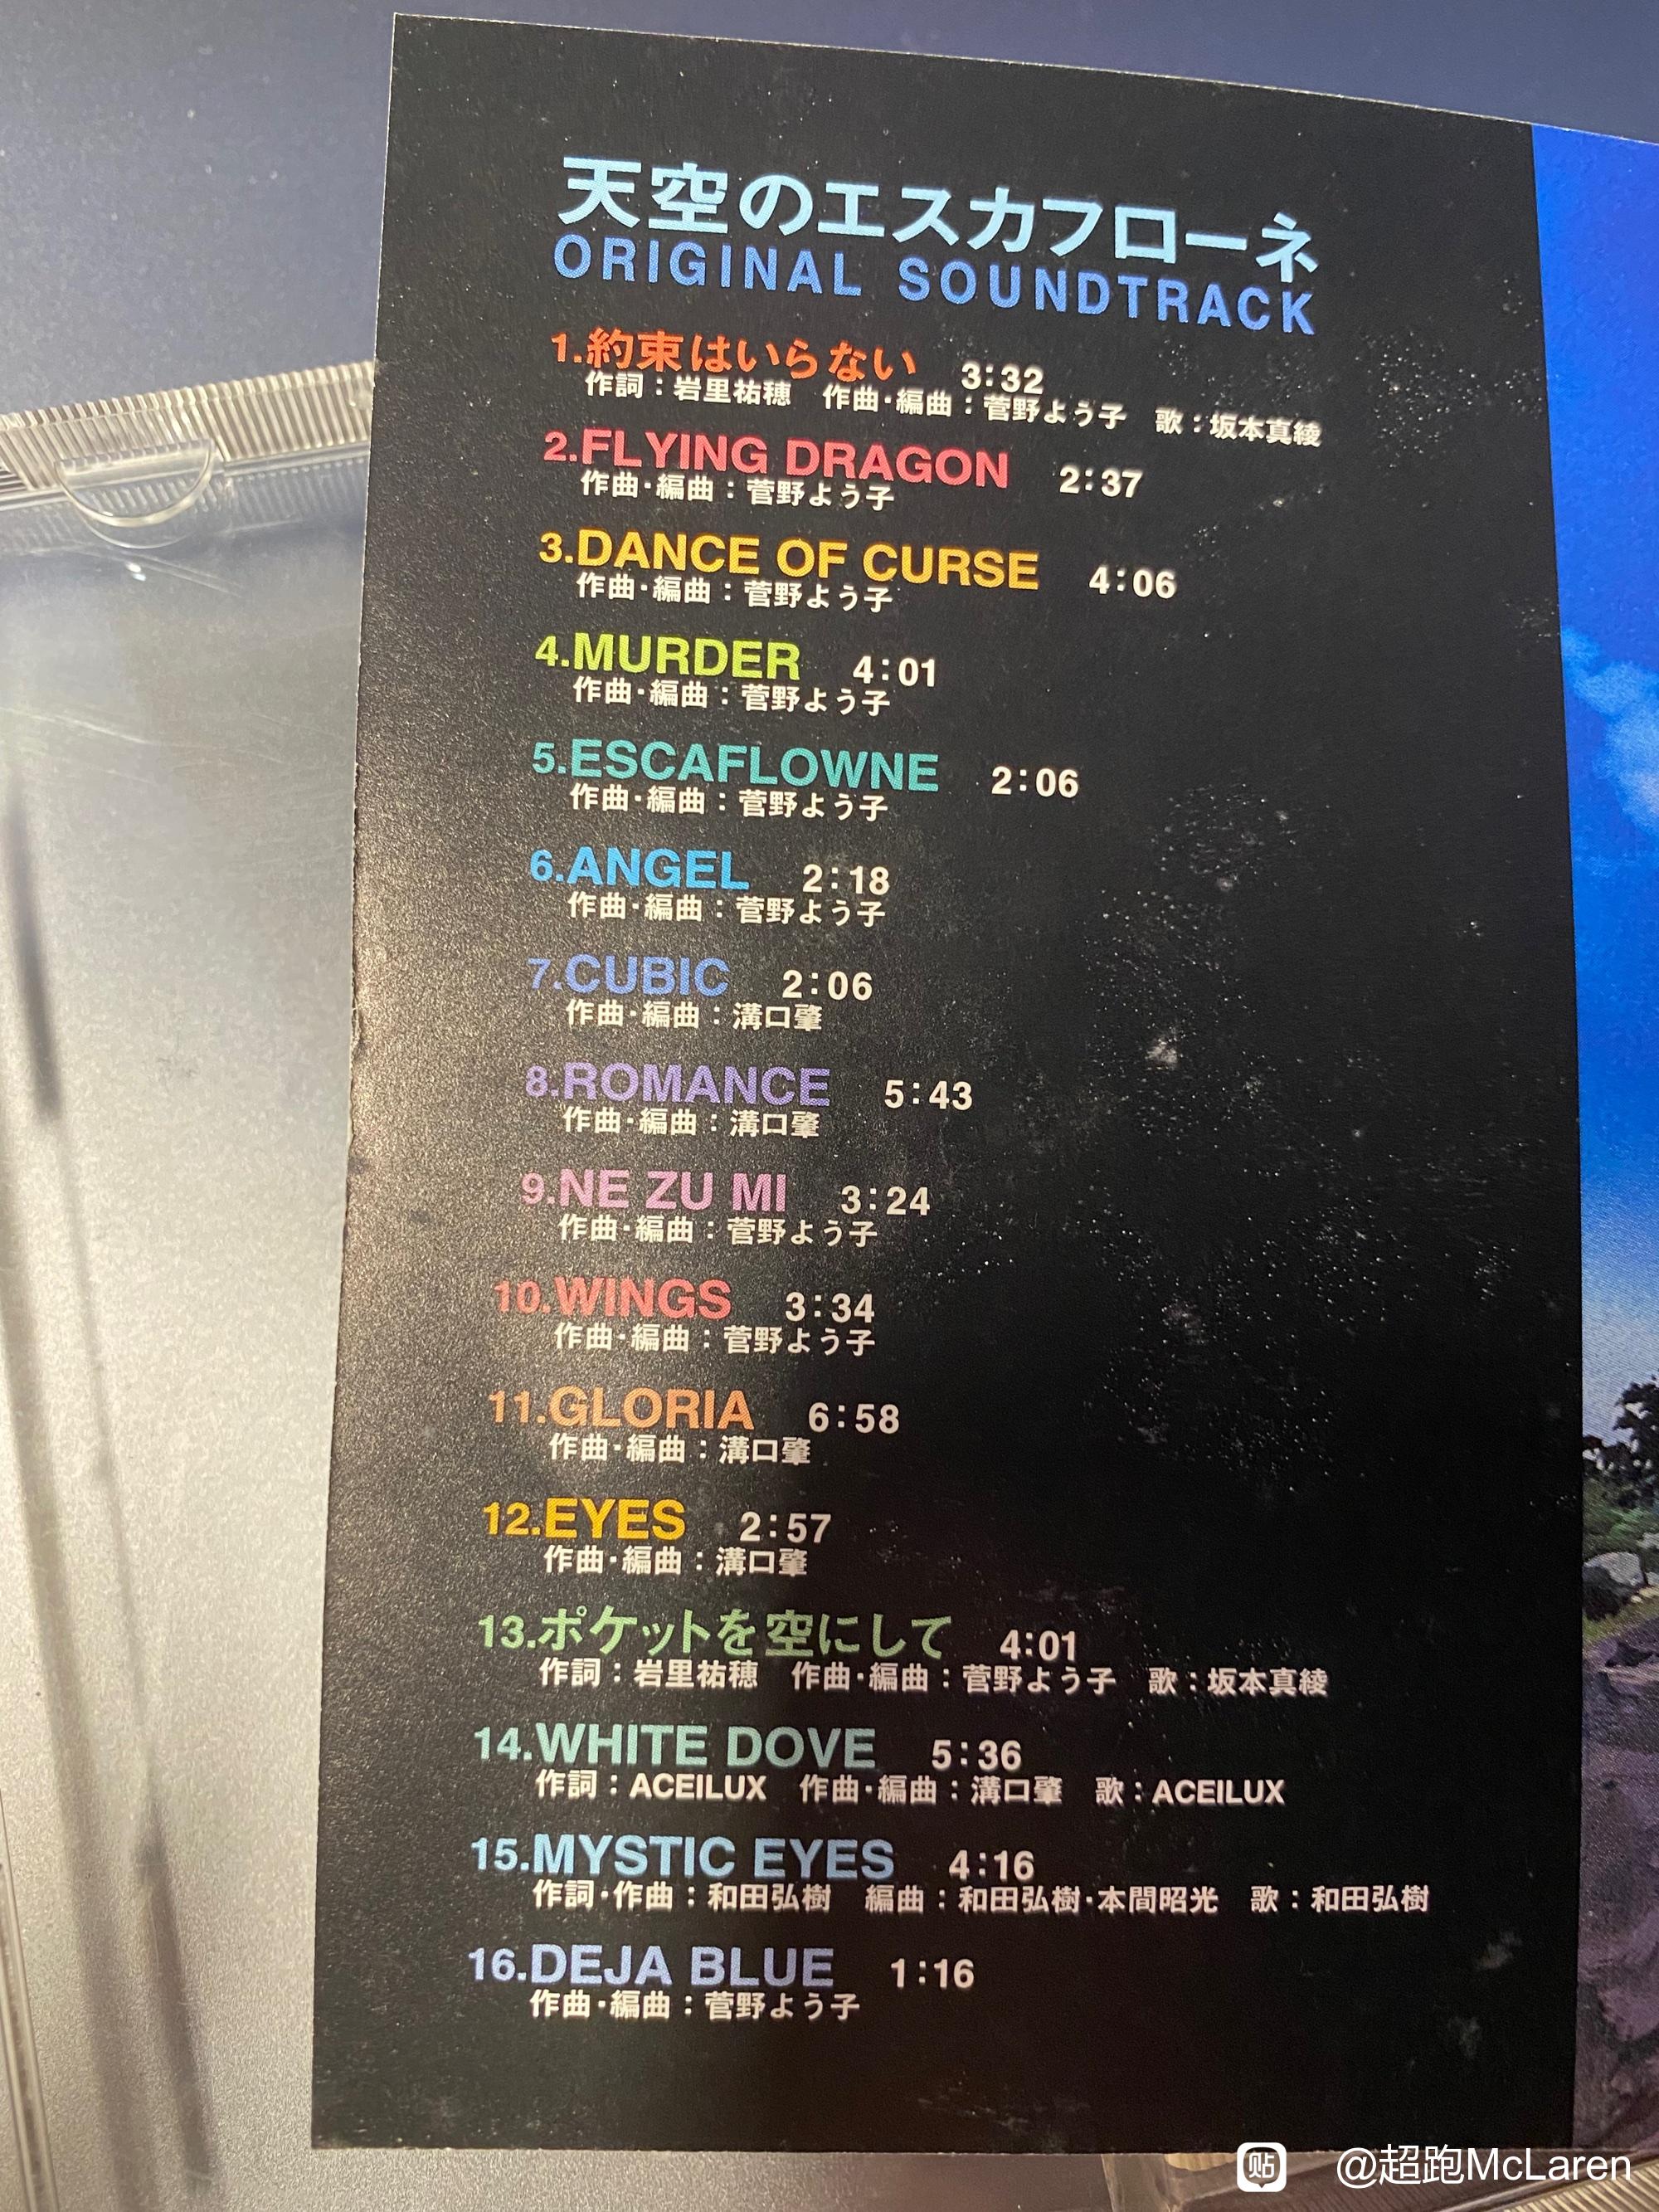 天空のエスカフローネ
ORIGINAL SOUNDTRACK
1.約束はいらない 3:32
作詞：岩里祐穂 作曲・編曲：菅野よう子 歌：坂本真綾
2.FLYING DRAGON 2:37
作曲・編曲：菅野よう子
3.DANCE OF CURSE 4:06
作曲・編曲：菅野よう子
4.MURDER 4:01
作曲・編曲：菅野よう子
5.ESCAFLOWNE 2:06
作曲・編曲：菅野よう子
6.ANGEL 2:18
作曲・編曲：菅野よう子
7.CUBIC 2:06
作曲・編曲：溝口肇
8.ROMANCE 5:43
作曲・編曲：溝口肇
9.NE ZU MI 3:24
作曲・編曲：菅野よう子
10.WINGS 3:34
作曲・編曲：菅野よう子
11.GLORIA 6:58
作曲・編曲：溝口肇
12.EYES 2:57
作曲・編曲：溝口肇
13.ポケットを空にして 4:01
作詞：岩里祐穂 作曲・編曲：菅野よう子 歌：坂本真綾
14.WHITE DOVE 5:36
作詞：ACEILUX 作曲・編曲：溝口肇 歌：ACEILUX
15.MYSTIC EYES 4:16
作詞・作曲：和田弘樹 編曲：和田弘樹・本間昭光 歌：和田弘樹
16.DEJA BLUE 1:16
作曲・編曲：菅野よう子
贴 @超跑McLaren